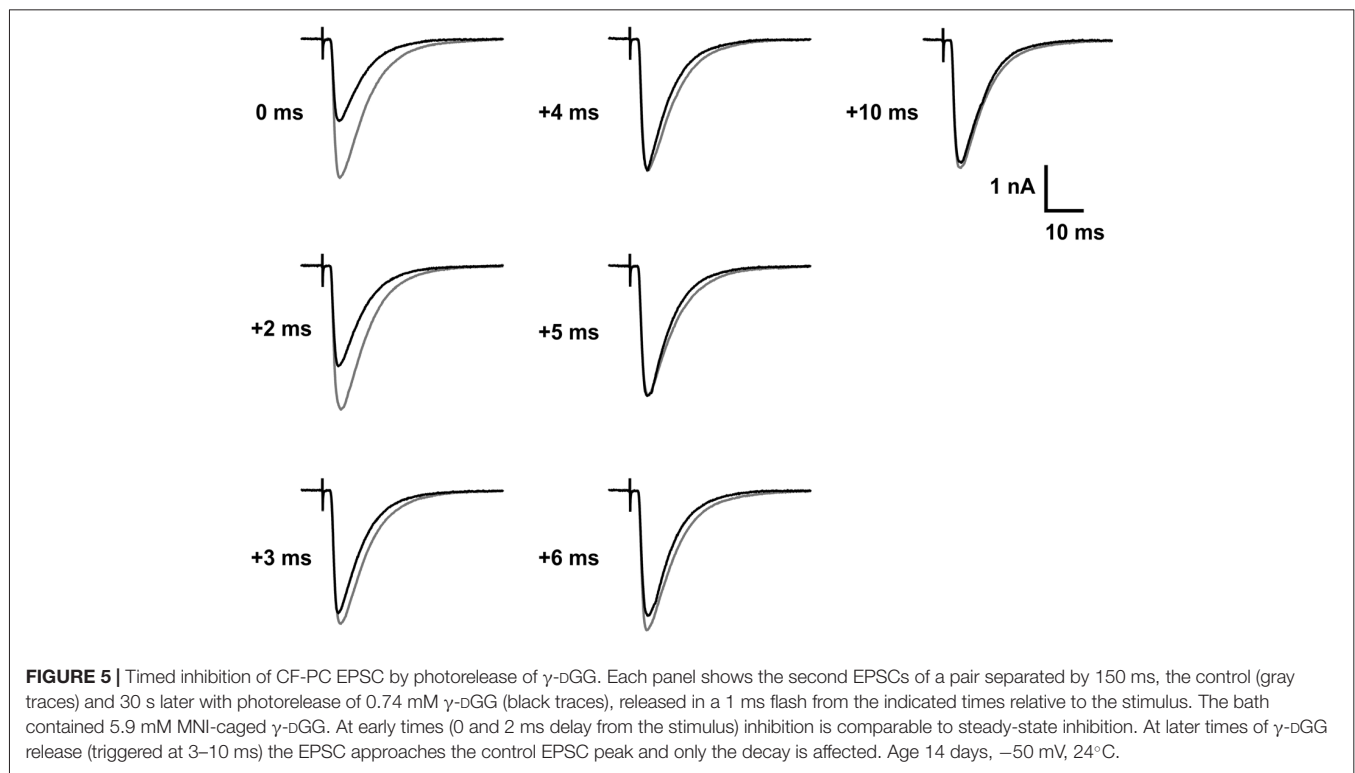 0 ms
+4 ms
+10 ms
1 nA
10 ms
+2 ms
+5 ms
+3 ms
+6 ms
FIGURE 5 | Timed inhibition of CF-PC EPSC by photorelease of γ-DGG. Each panel shows the second EPSCs of a pair separated by 150 ms, the control (gray
traces) and 30 s later with photorelease of 0.74 mM γ-DGG (black traces), released in a 1 ms flash from the indicated times relative to the stimulus. The bath
contained 5.9 mM MNI-caged γ-DGG. At early times (0 and 2 ms delay from the stimulus) inhibition is comparable to steady-state inhibition. At later times of γ-DGG
release (triggered at 3–10 ms) the EPSC approaches the control EPSC peak and only the decay is affected. Age 14 days, −50 mV, 24°C.